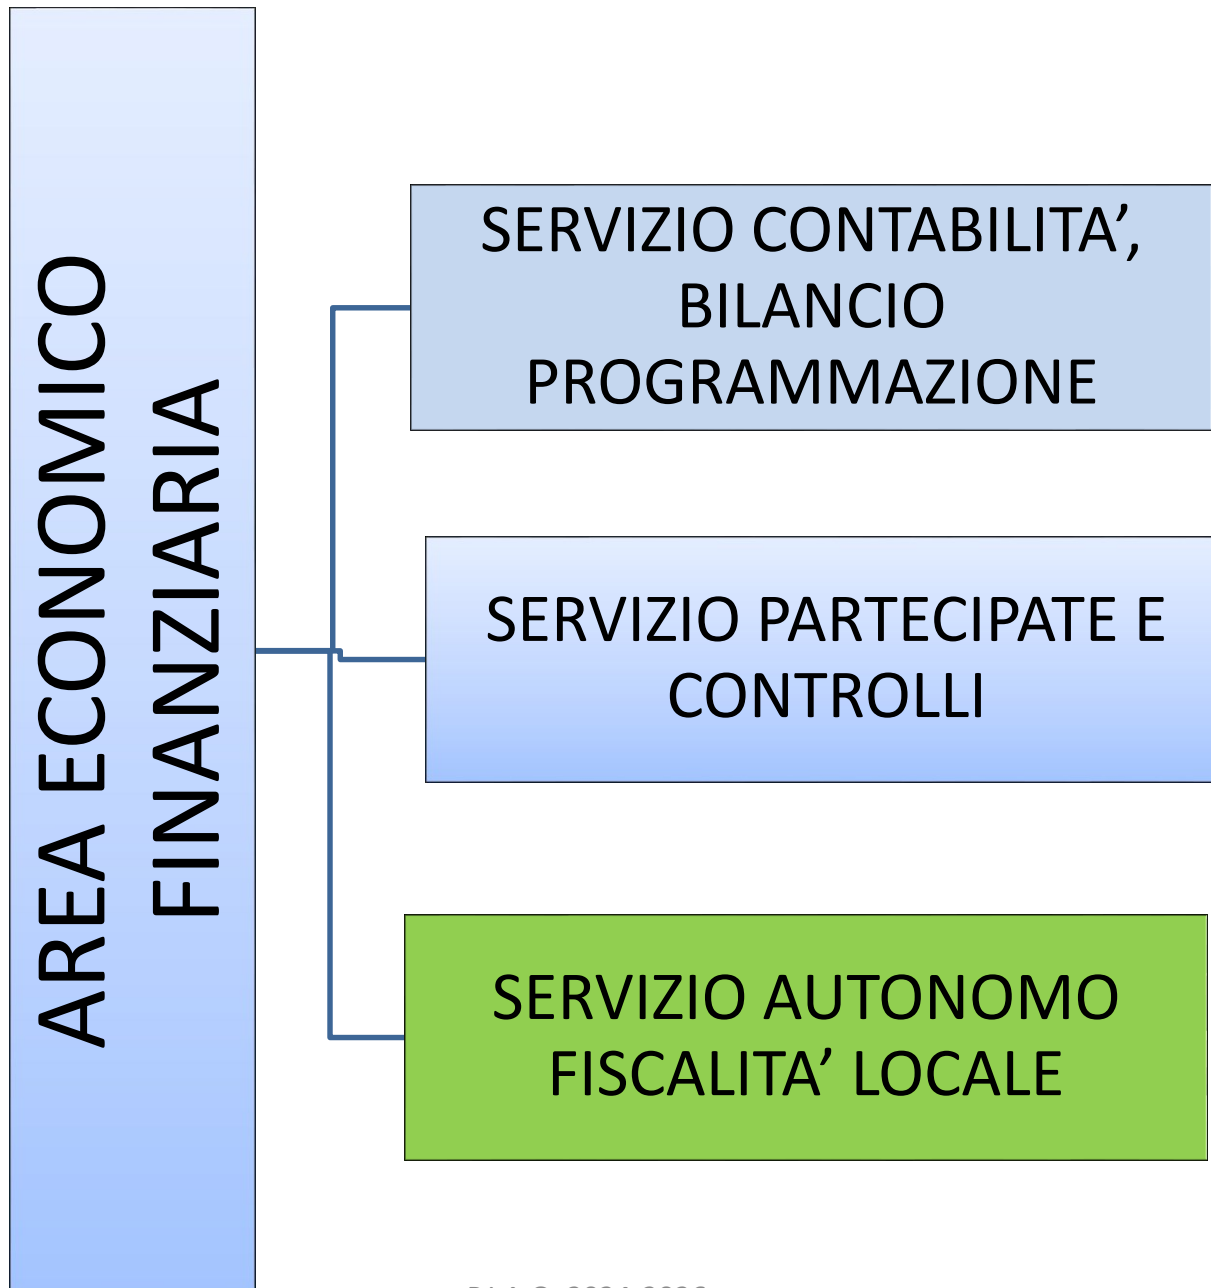 AREA ECONOMICO
FINANZIARIA
SERVIZIO CONTABILITA’,
BILANCIO
PROGRAMMAZIONE
SERVIZIO PARTECIPATE E
CONTROLLI
SERVIZIO AUTONOMO
FISCALITA’ LOCALE